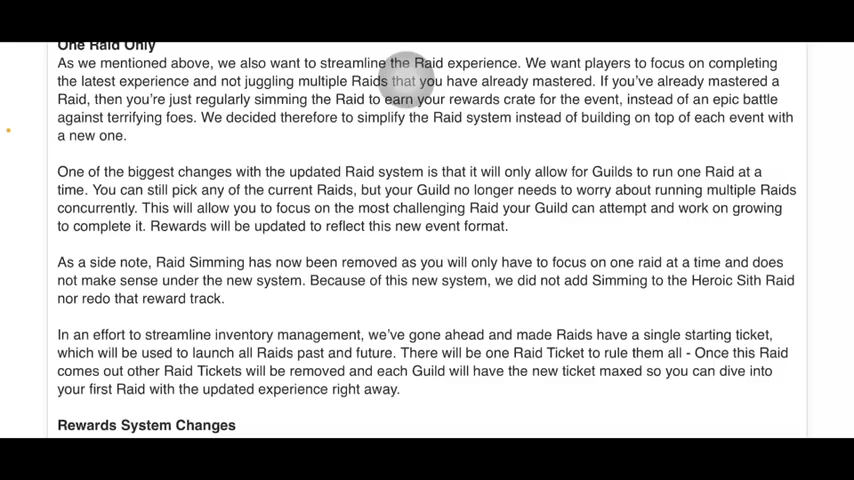 One Raid Only
As we mentioned above, we also want to streamline the Raid experience. We want players to focus on completing
the latest experience and not juggling multiple Raids that you have already mastered. If you've already mastered a
Raid, then you're just regularly simming the Raid to earn your rewards crate for the event, instead of an epic battle
against terrifying foes. We decided therefore to simplify the Raid system instead of building on top of each event with
a new one.
One of the biggest changes with the updated Raid system is that it will only allow for Guilds to run one Raid at a
time. You can still pick any of the current Raids, but your Guild no longer needs to worry about running multiple Raids
concurrently. This will allow you to focus on the most challenging Raid your Guild can attempt and work on growing
to complete it. Rewards will be updated to reflect this new event format.
As a side note, Raid Simming has now been removed as you will only have to focus on one raid at a time and does
not make sense under the new system. Because of this new system, we did not add Simming to the Heroic Sith Raid
nor redo that reward track.
In an effort to streamline inventory management, we've gone ahead and made Raids have a single starting ticket,
which will be used to launch all Raids past and future. There will be one Raid Ticket to rule them all - Once this Raid
comes out other Raid Tickets will be removed and each Guild will have the new ticket maxed so you can dive into
your first Raid with the updated experience right away.
Rewards System Changes